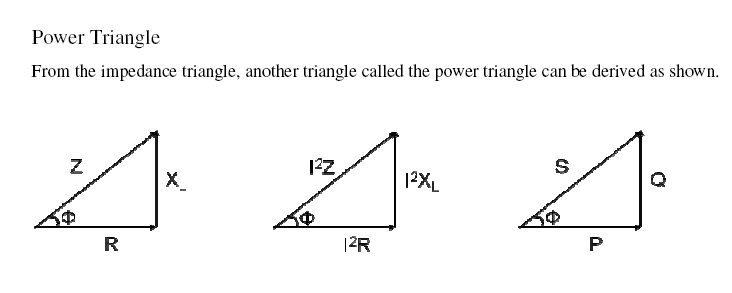 Power Triangle
From the impedance triangle, another triangle called the power triangle can be derived as shown.
Z
X_
Φ
R
I²Z
I²X_L
Φ
I²R
S
Q
Φ
P